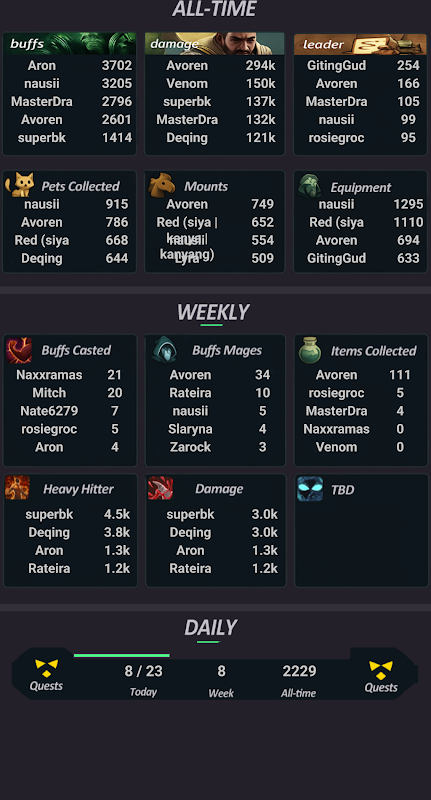 ALL-TIME
buffs
Aron 3702
nausii 3205
MasterDra 2796
Avoren 2601
superbk 1414
damage
Avoren 294k
Venom 150k
superbk 137k
MasterDra 132k
Deqing 121k
leader
GitingGud 254
Avoren 166
MasterDra 105
nausii 99
rosiegroc 95
Pets Collected
nausii 915
Avoren 786
Red (siya 668
Deqing 644
Mounts
Avoren 749
Red (siya | 652
kanya |
554
kanyang)
509
Equipment
nausii 1295
Red (siya 1110
Avoren 694
GitingGud 633
WEEKLY
Buffs Casted
Naxxramas 21
Mitch 20
Nate6279 7
rosiegroc 5
Aron 4
Buffs Mages
Avoren 34
Rateira 10
nausii 5
Slaryna 4
Zarock 3
Items Collected
Avoren 111
rosiegroc 5
MasterDra 4
Naxxramas 0
Venom 0
Heavy Hitter
superbk 4.5k
Deqing 3.8k
Aron 1.3k
Rateira 1.2k
Damage
superbk 3.0k
Deqing 3.0k
Aron 1.3k
Rateira 1.2k
TBD
DAILY
Quests
8 / 23
Today
8
Week
2229
All-time
Quests